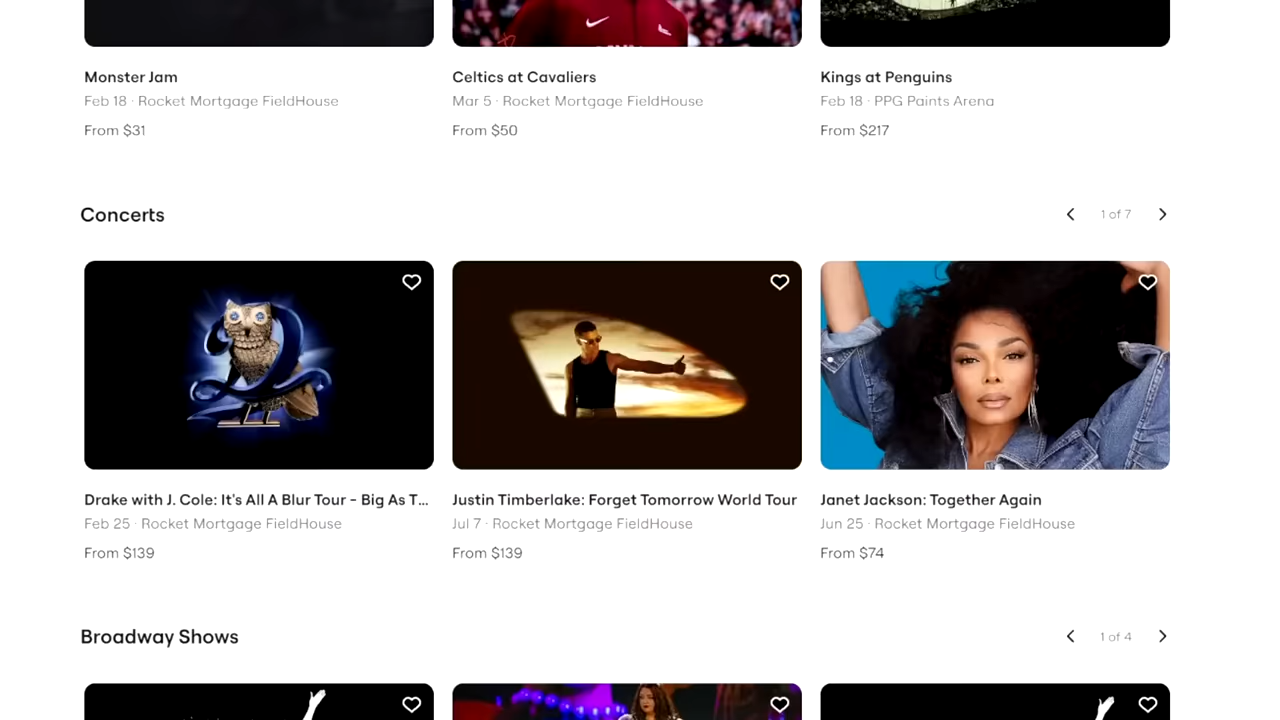 Monster Jam
Feb 18 · Rocket Mortgage FieldHouse
From $31
Celtics at Cavaliers
Mar 5 · Rocket Mortgage FieldHouse
From $50
Kings at Penguins
Feb 18 · PPG Paints Arena
From $217
Concerts
1 of 7
Drake with J. Cole: It's All A Blur Tour - Big As T...
Feb 25 · Rocket Mortgage FieldHouse
From $139
Justin Timberlake: Forget Tomorrow World Tour
Jul 7 · Rocket Mortgage FieldHouse
From $139
Janet Jackson: Together Again
Jun 25 · Rocket Mortgage FieldHouse
From $74
Broadway Shows
1 of 4